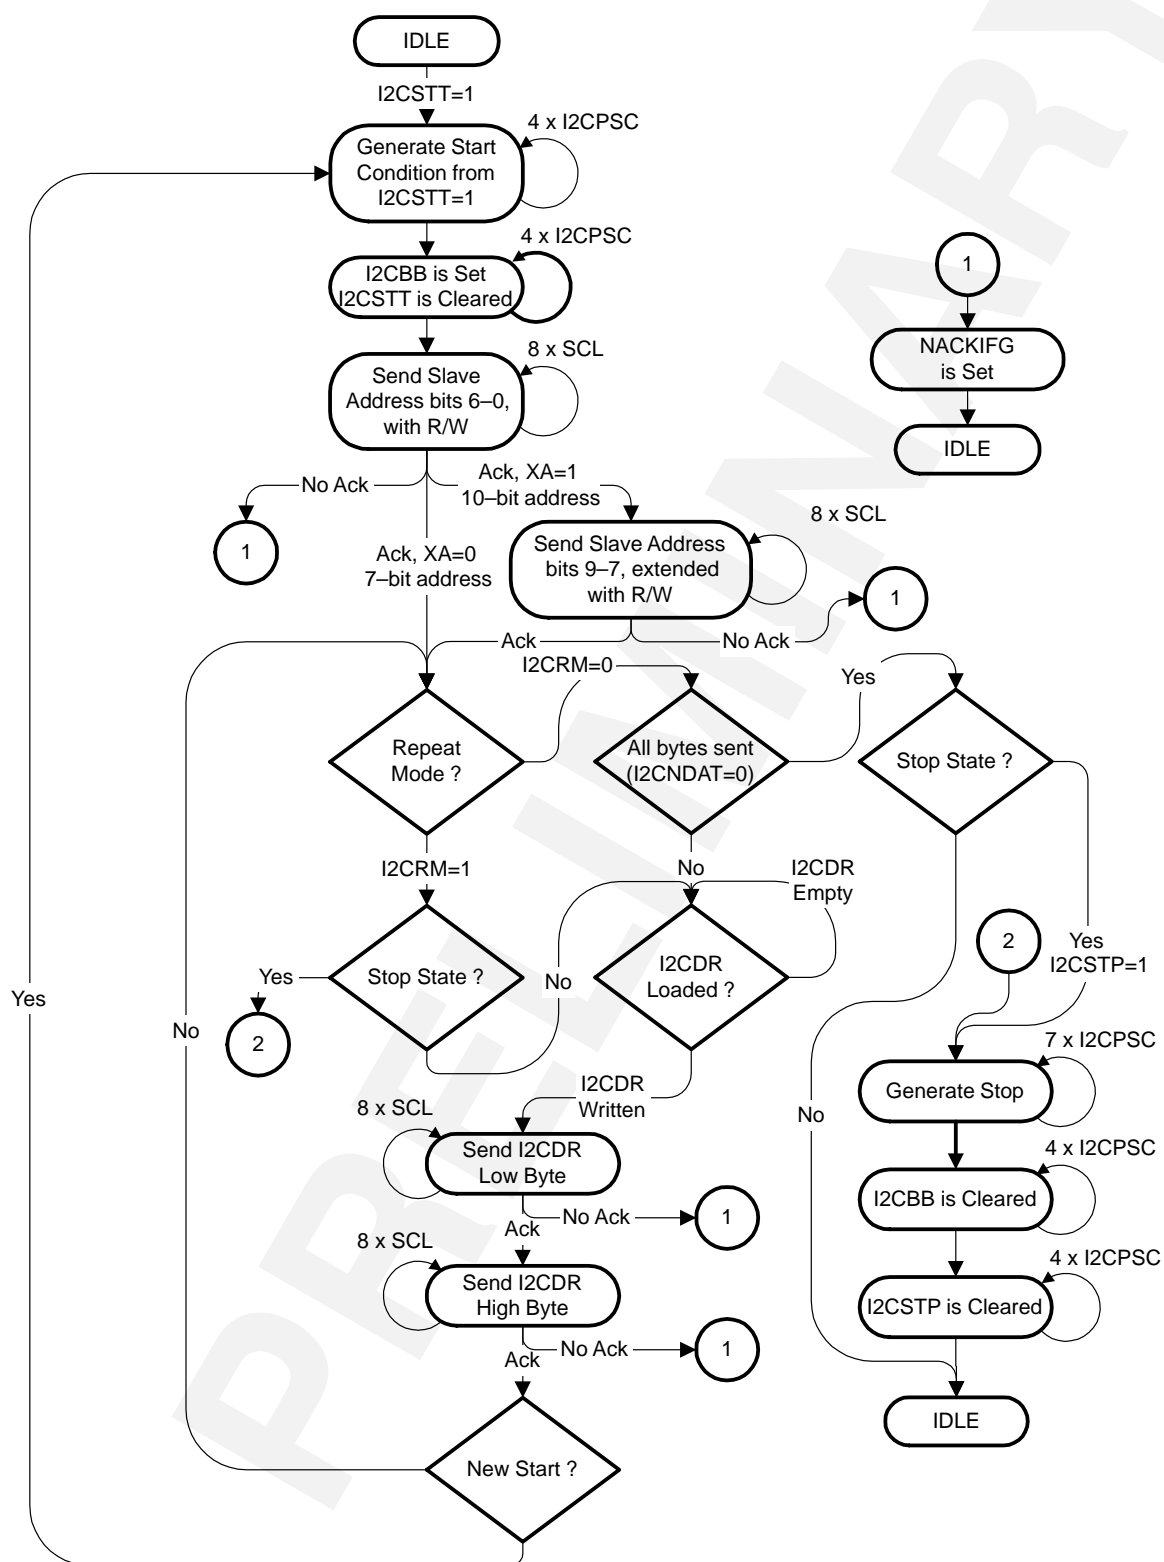 IDLE
I2CSTT=1
4 x I2CPSC
Generate Start
Condition from
I2CSTT=1
4 x I2CPSC
I2CBB is Set
I2CSTT is Cleared
1
NACKIFG
is Set
IDLE
8 x SCL
Send Slave
Address bits 6–0,
with R/W
No Ack
1
Ack, XA=1
10–bit address
Ack, XA=0
7–bit address
8 x SCL
Send Slave Address
bits 9–7, extended
with R/W
1
Ack
No Ack
I2CRM=0
Yes
Repeat
Mode ?
All bytes sent
(I2CNDAT=0)
Stop State ?
I2CRM=1
No
I2CDR
Empty
Yes
Stop State ?
No
I2CDR
Loaded ?
2
Yes
I2CSTP=1
Yes
No
2
I2CDR
Written
7 x I2CPSC
Generate Stop
No
8 x SCL
Send I2CDR
Low Byte
4 x I2CPSC
I2CBB is Cleared
Ack
No Ack
1
8 x SCL
Send I2CDR
High Byte
4 x I2CPSC
I2CSTP is Cleared
Ack
No Ack
1
IDLE
New Start ?
PRELIMINARY